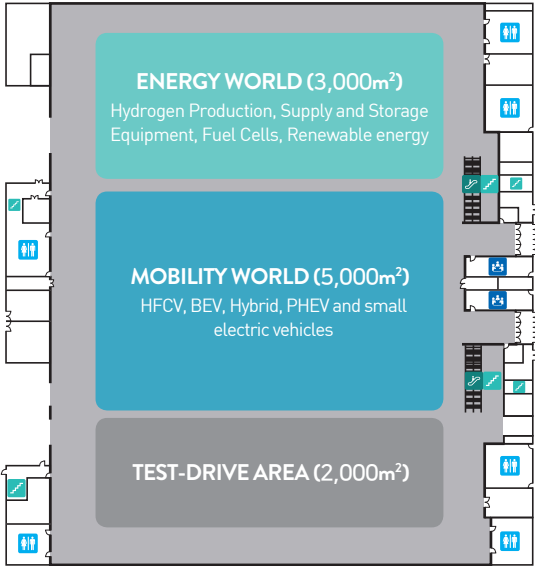 ENERGY WORLD (3,000m²)
Hydrogen Production, Supply and Storage
Equipment, Fuel Cells, Renewable energy
MOBILITY WORLD (5,000m²)
HFCV, BEV, Hybrid, PHEV and small
electric vehicles
TEST-DRIVE AREA (2,000m²)